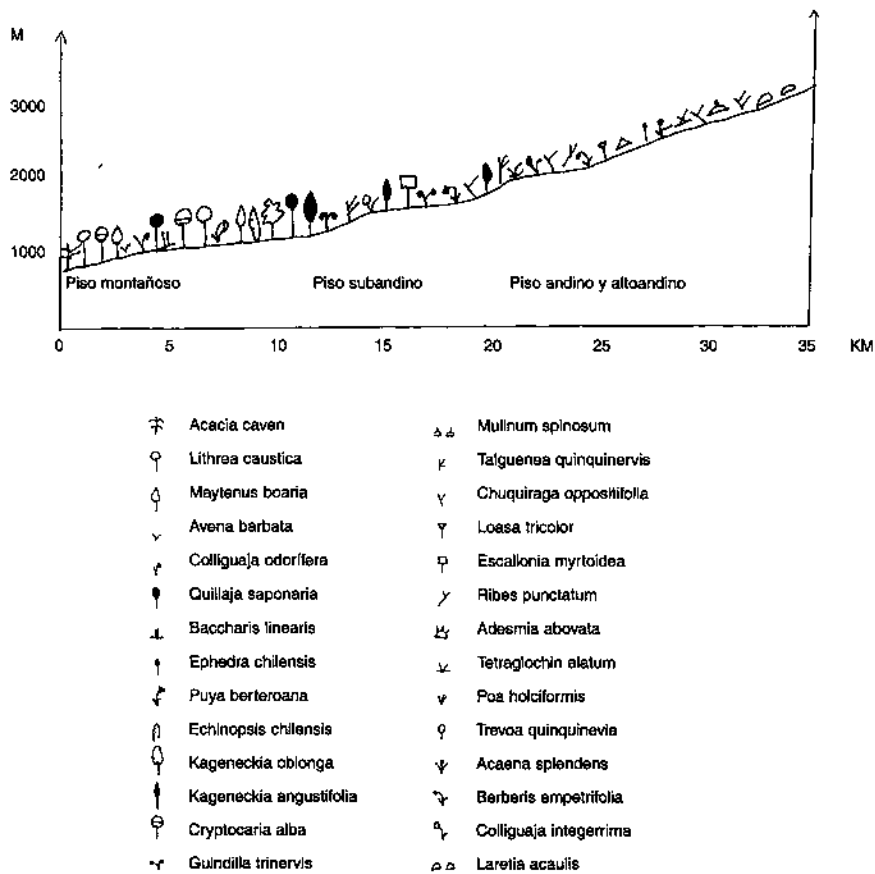 M
3000
2000
1000
Piso montañoso
Piso subandino
Piso andino y altoandino
0 5 10 15 20 25 30 35 KM
Acacia caven
Lithrea caustica
Maytenus boaria
Avena barbata
Colliguaja odorífera
Quillaja saponaria
Baccharis linearis
Ephedra chilensis
Puya berteroana
Echinopsis chilensis
Kageneckia oblonga
Kageneckia angustifolia
Cryptocaria alba
Guindilla trinervis
Mulinum spinosum
Talguenea quinquinervis
Chuquiraga oppositifolia
Loasa tricolor
Escallonia myrtoidea
Ribes punctatum
Adesmia abovata
Tetraglochin alatum
Poa holciformis
Trevoa quinquinevia
Acaena splendens
Berberis empetrifolia
Colliguaja integerrima
Laretia acaulis